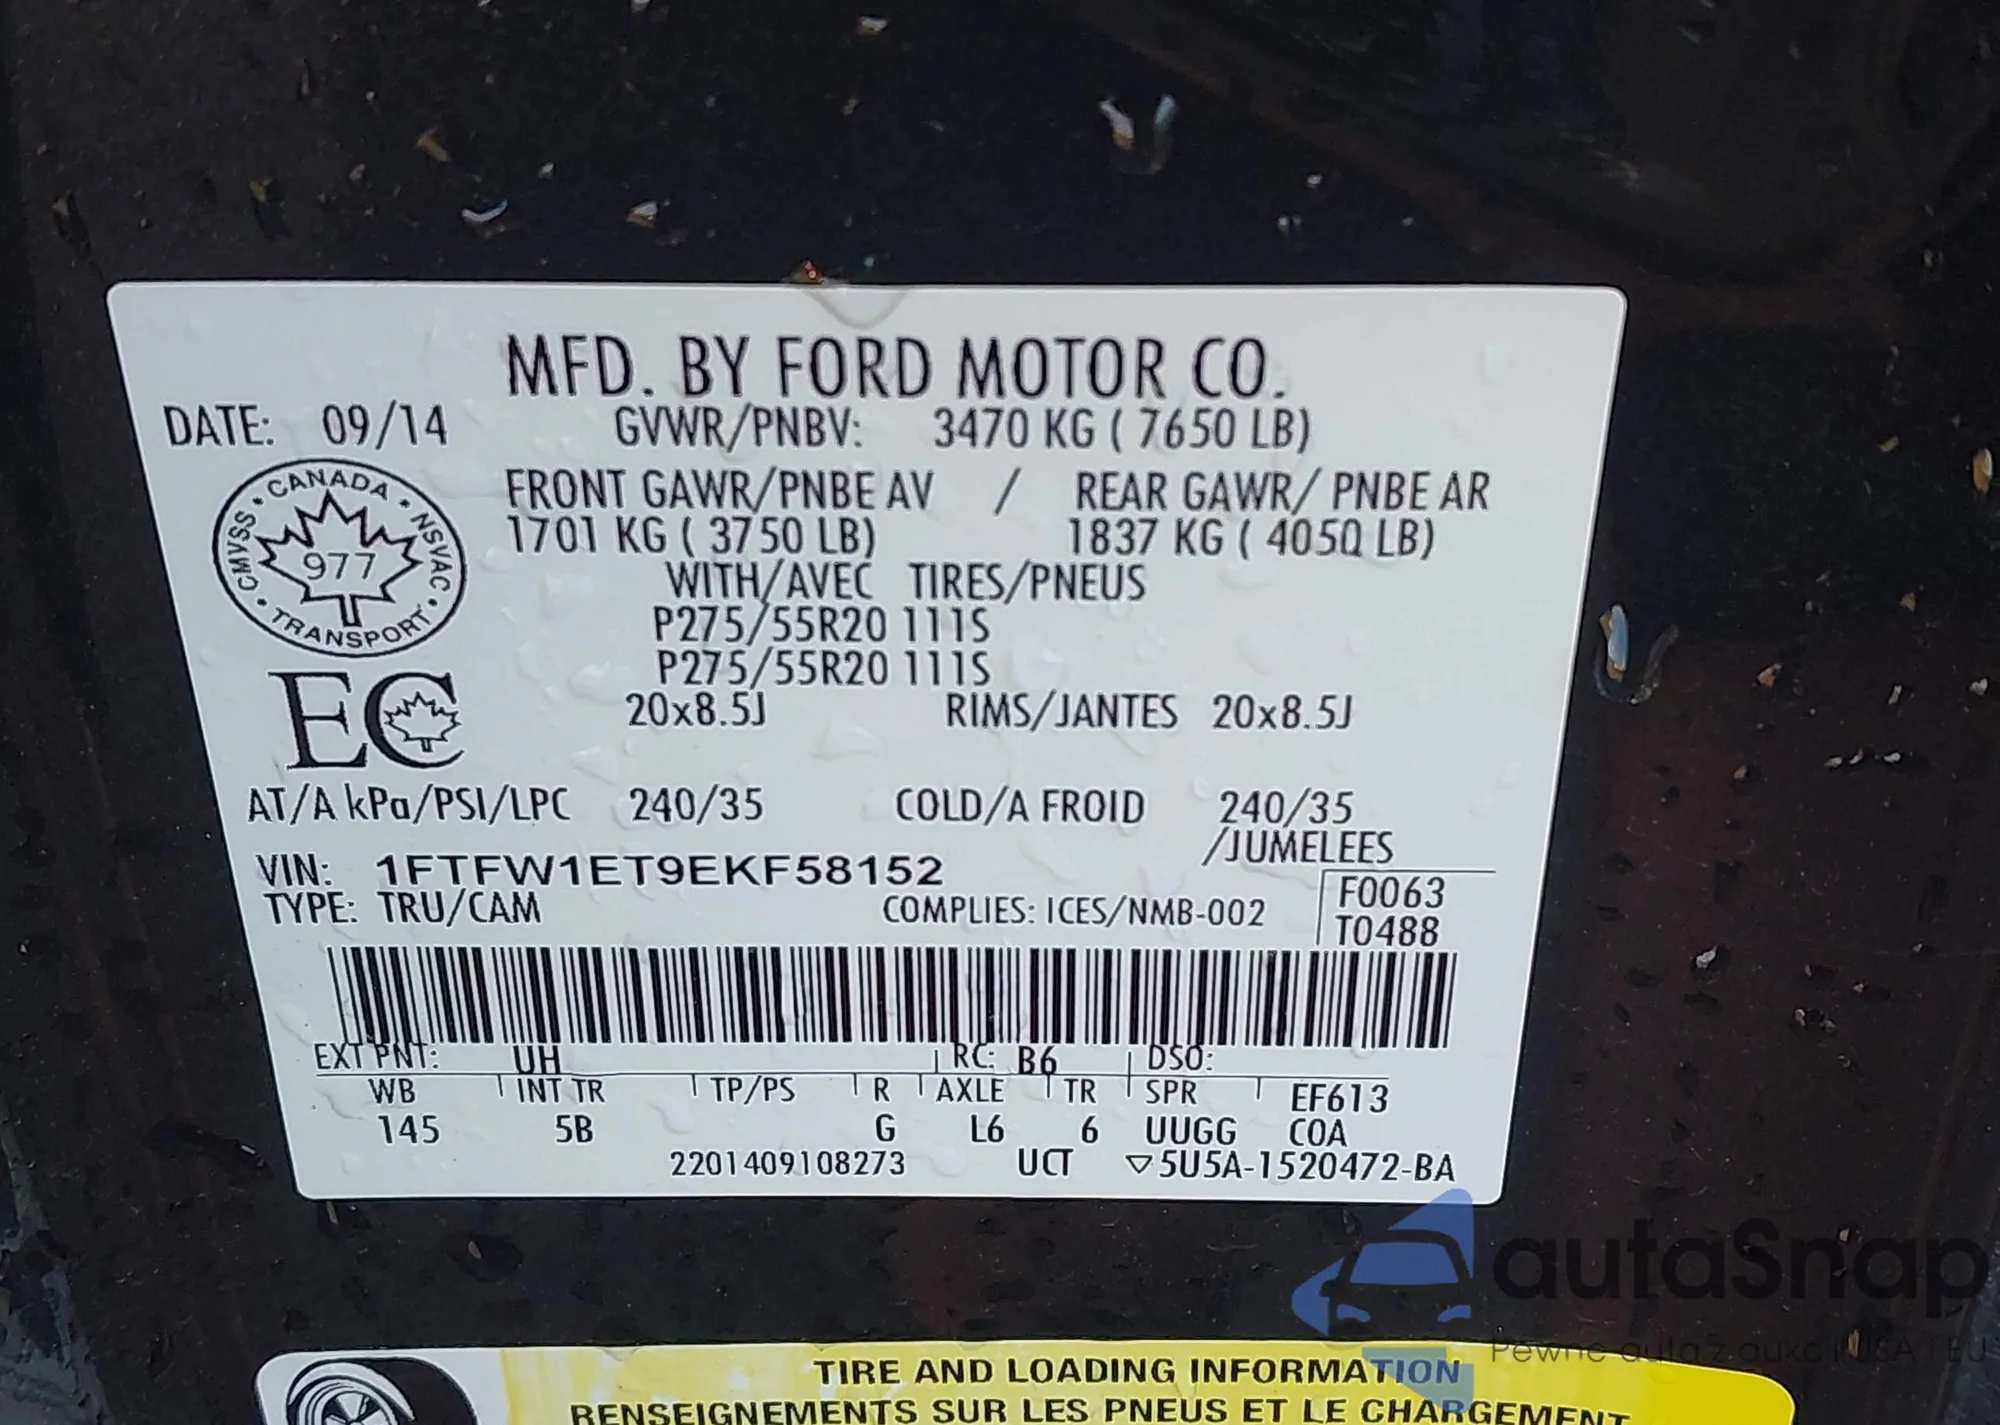 MFD. BY FORD MOTOR CO.
DATE: 09/14 GVWR/PNBV: 3470 KG ( 7650 LB)
CANADA
CMVSS NSVAC
977
TRANSPORT
FRONT GAWR/PNBE AV / REAR GAWR/ PNBE AR
1701 KG ( 3750 LB) 1837 KG ( 4050 LB)
WITH/AVEC TIRES/PNEUS
P275/55R20 111S
P275/55R20 111S
EC
20x8.5J RIMS/JANTES 20x8.5J
AT/A kPa/PSI/LPC 240/35 COLD/A FROID 240/35
/JUMELEES
VIN: 1FTFW1ET9EKF58152
TYPE: TRU/CAM COMPLIES: ICES/NMB-002
F0063
T0488
EXT PNT: UH RC: B6 DSO:
WB INT TR TP/PS R AXLE TR SPR EF613
145 5B G L6 6 UUGG COA
2201409108273 UCT ▽5U5A-1520472-BA
autaSnap
Pewne auta z aukcji USA i EU
TIRE AND LOADING INFORMATION
RENSEIGNEMENTS SUR LES PNEUS ET LE CHARGEMENT